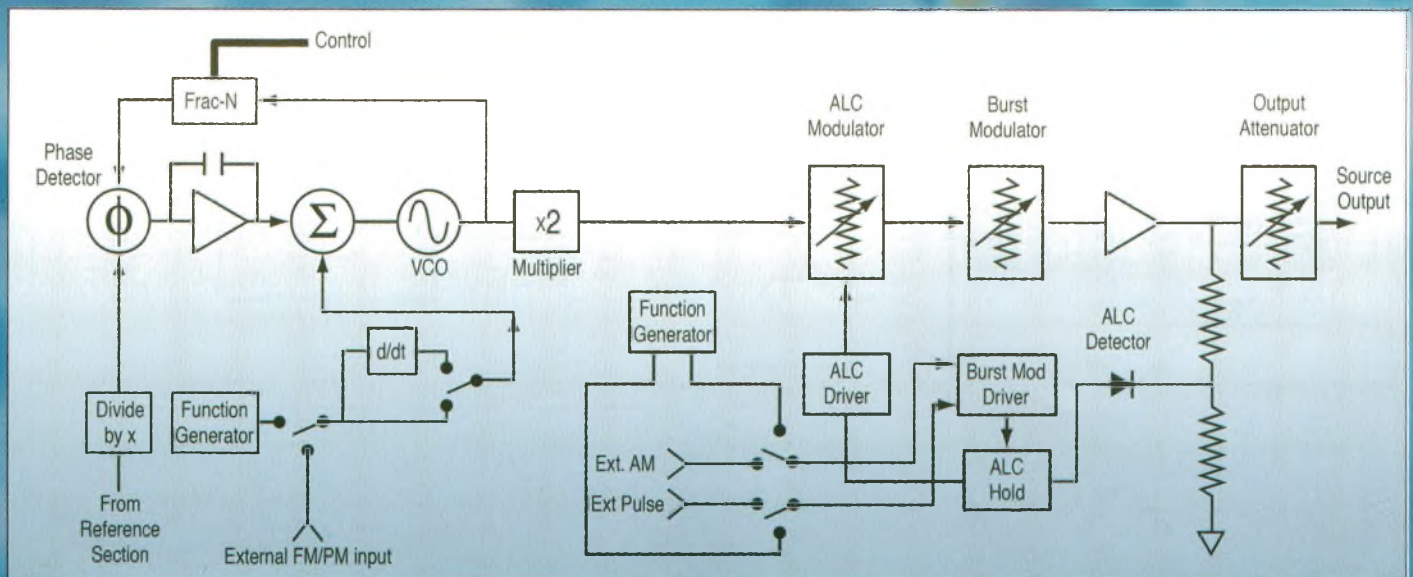 Control
Frac-N
Phase
Detector
ϕ
Σ
VCO
x2
Multiplier
ALC
Modulator
Burst
Modulator
Output
Attenuator
Source
Output
d/dt
Divide
by x
Function
Generator
From
Reference
Section
External FM/PM input
Function
Generator
ALC
Driver
Burst Mod
Driver
ALC
Detector
Ext. AM
Ext Pulse
ALC
Hold